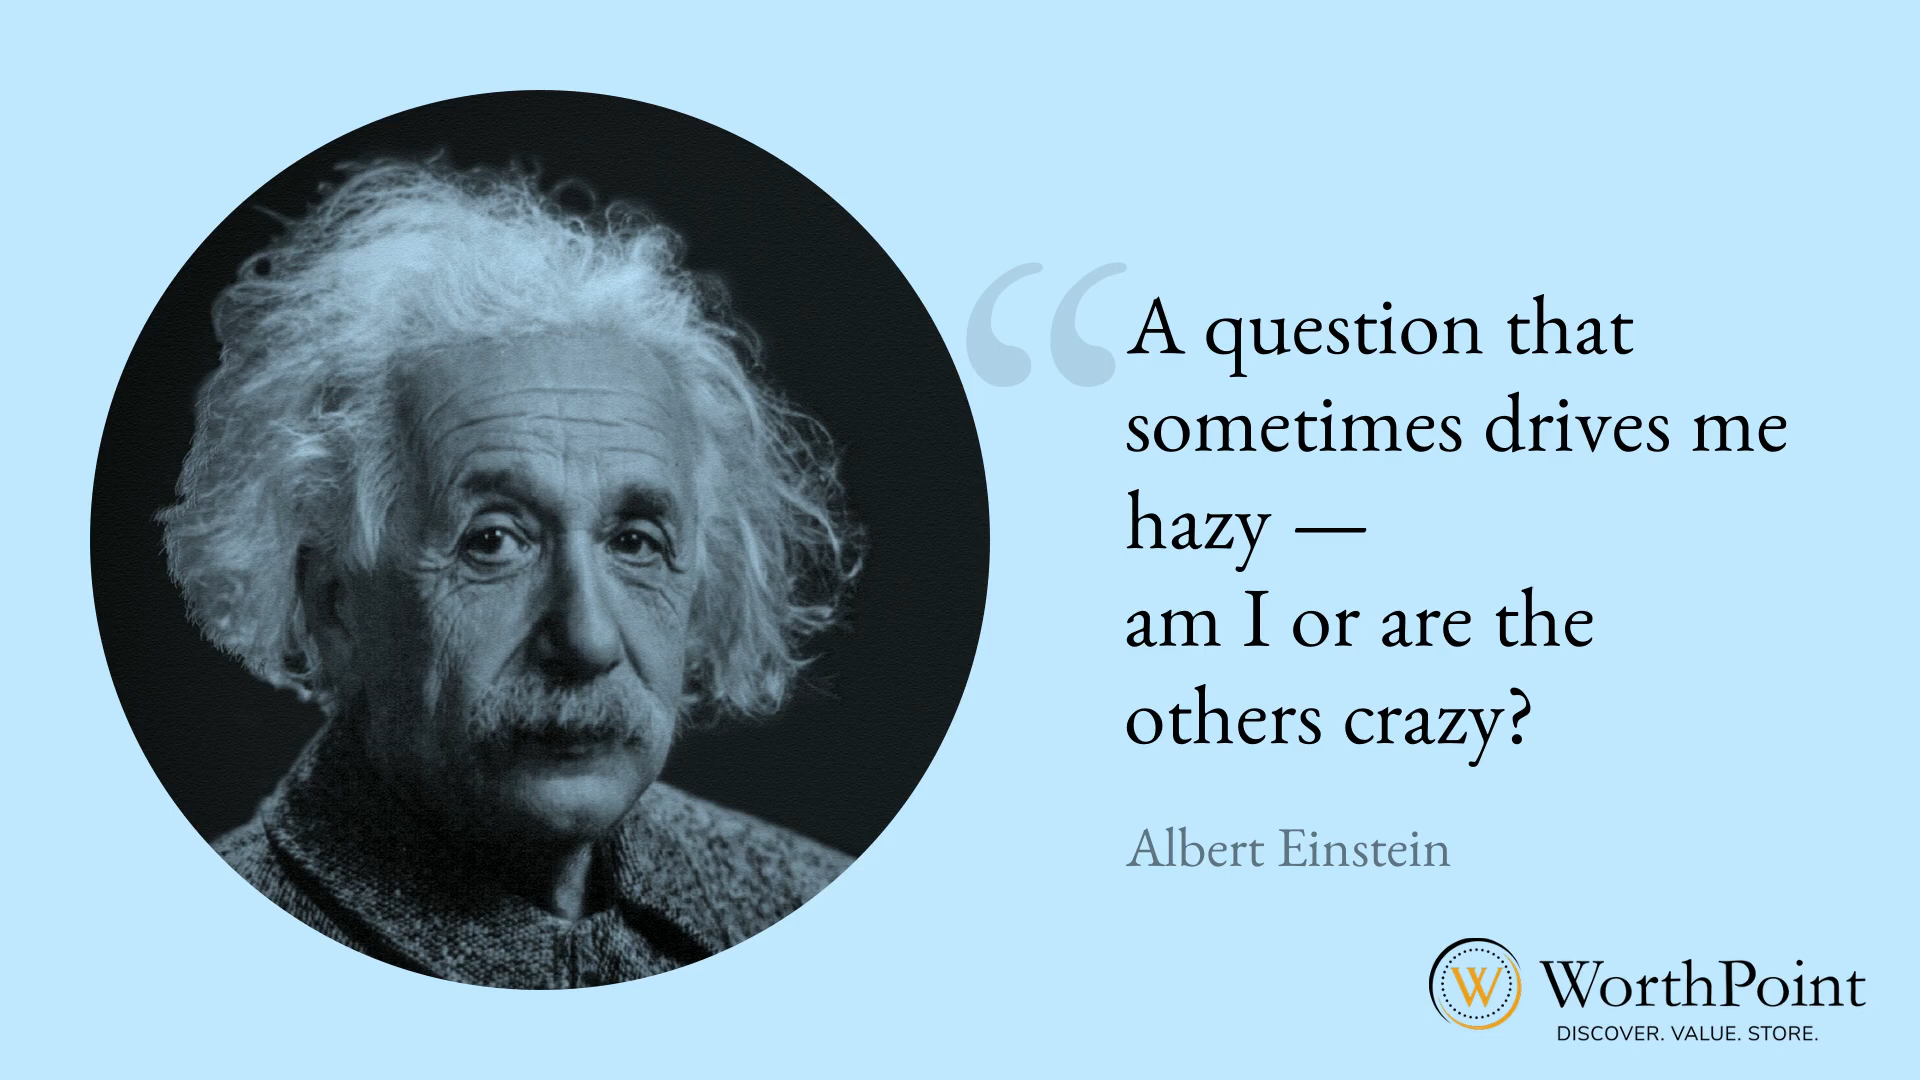 “
A question that
sometimes drives me
hazy —
am I or are the
others crazy?
Albert Einstein
W
WorthPoint
DISCOVER. VALUE. STORE.